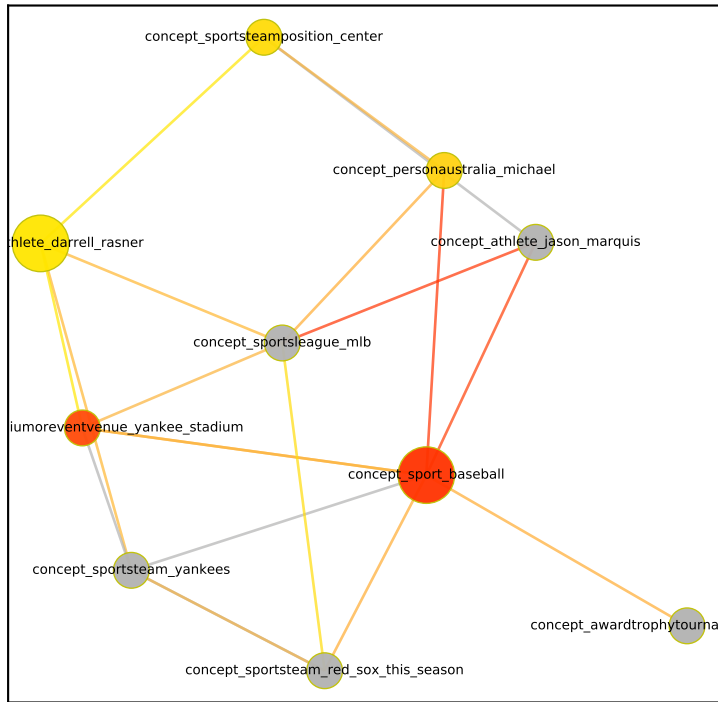 concept_sportsteamposition_center
concept_personaustralia_michael
concept_athlete_jason_marquis
thlete_darrell_rasner
concept_sportsleague_mlb
iumoreventvenue_yankee_stadium
concept_sport_baseball
concept_sportsteam_yankees
concept_awardtrophytourna
concept_sportsteam_red_sox_this_season